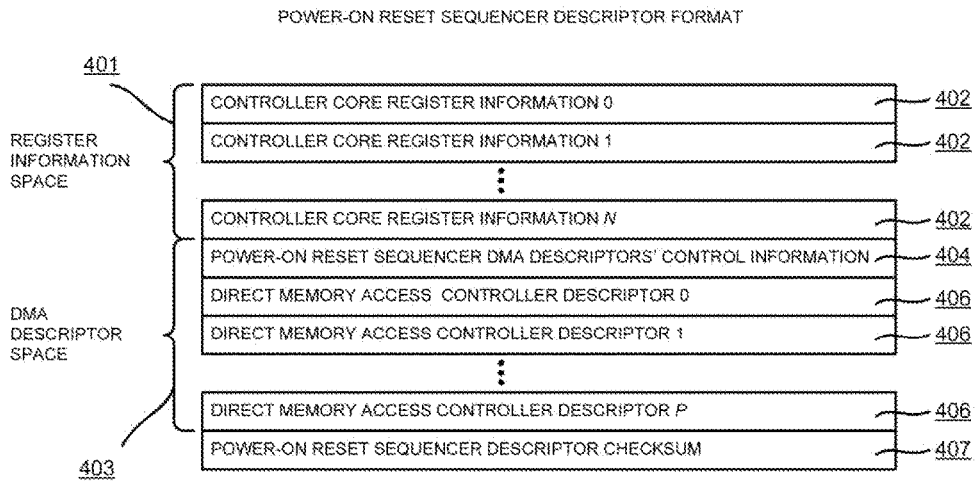 POWER-ON RESET SEQUENCER DESCRIPTOR FORMAT
401
REGISTER
INFORMATION
SPACE
CONTROLLER CORE REGISTER INFORMATION 0
402
CONTROLLER CORE REGISTER INFORMATION 1
402
CONTROLLER CORE REGISTER INFORMATION N
402
POWER-ON RESET SEQUENCER DMA DESCRIPTORS' CONTROL INFORMATION
404
DMA
DESCRIPTOR
SPACE
DIRECT MEMORY ACCESS CONTROLLER DESCRIPTOR 0
406
DIRECT MEMORY ACCESS CONTROLLER DESCRIPTOR 1
406
DIRECT MEMORY ACCESS CONTROLLER DESCRIPTOR P
406
POWER-ON RESET SEQUENCER DESCRIPTOR CHECKSUM
407
403